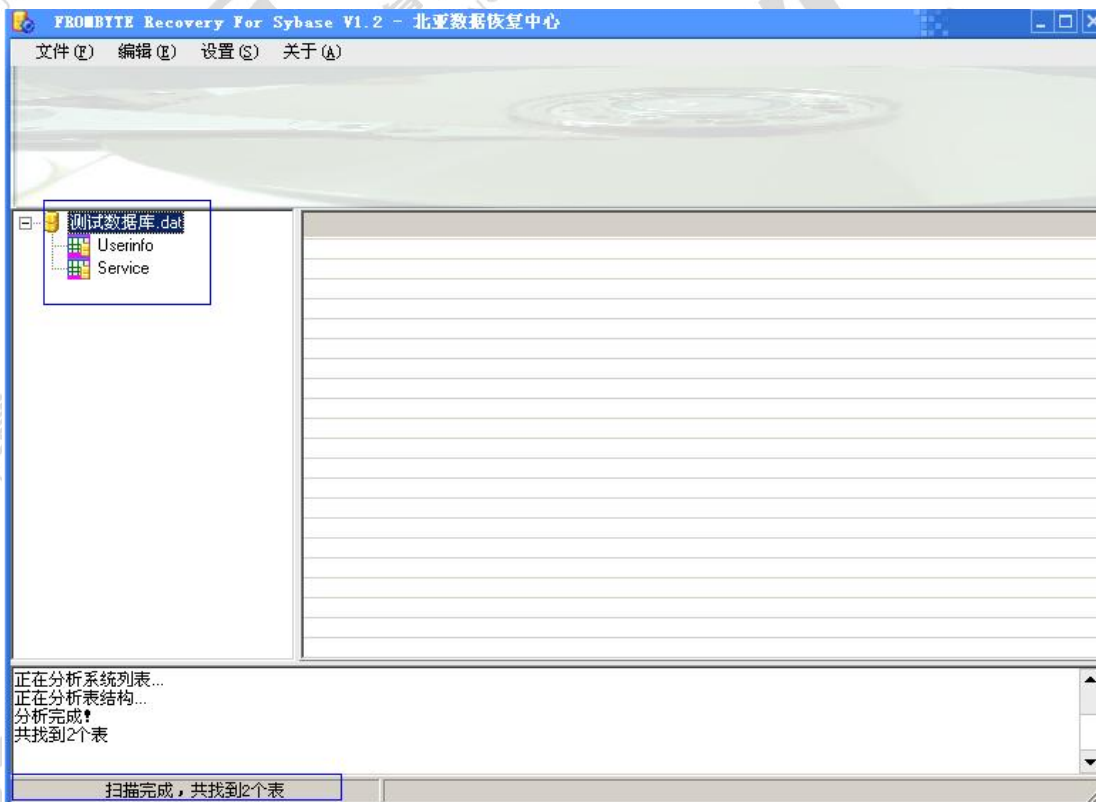 FROMBYTE Recovery For Sybase V1.2 - 北亚数据恢复中心
文件(F) 编辑(E) 设置(S) 关于(A)
测试数据库.dat
Userinfo
Service
正在分析系统列表...
正在分析表结构...
分析完成!
共找到2个表
扫描完成，共找到2个表